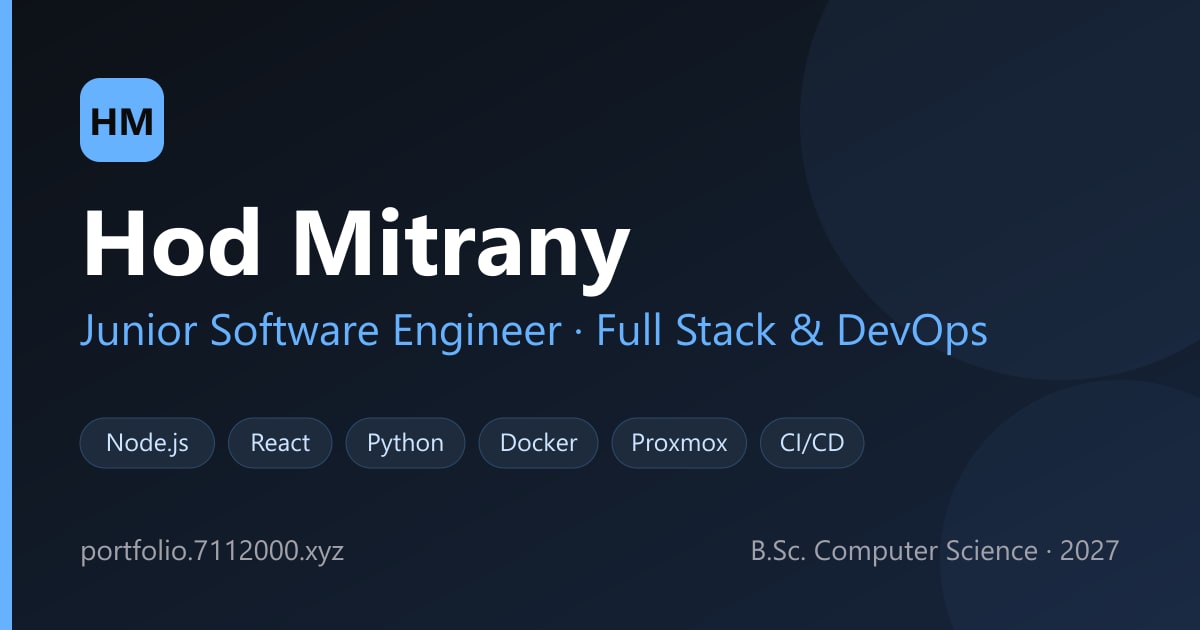 HM
Hod Mitrany
Junior Software Engineer · Full Stack & DevOps
Node.js React Python Docker Proxmox CI/CD
portfolio.7112000.xyz B.Sc. Computer Science · 2027